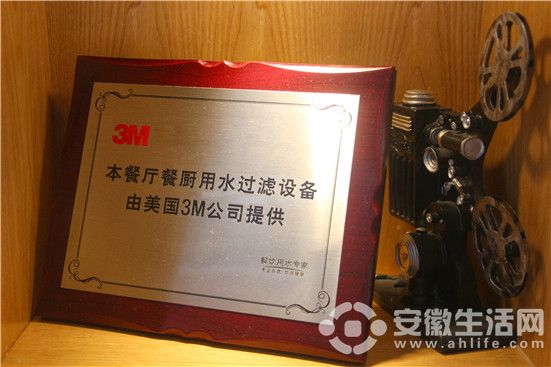 3M
本餐厅餐厨用水过滤设备
由美国3M公司提供
餐饮用水专家
安徽生活网
www.ahlife.com